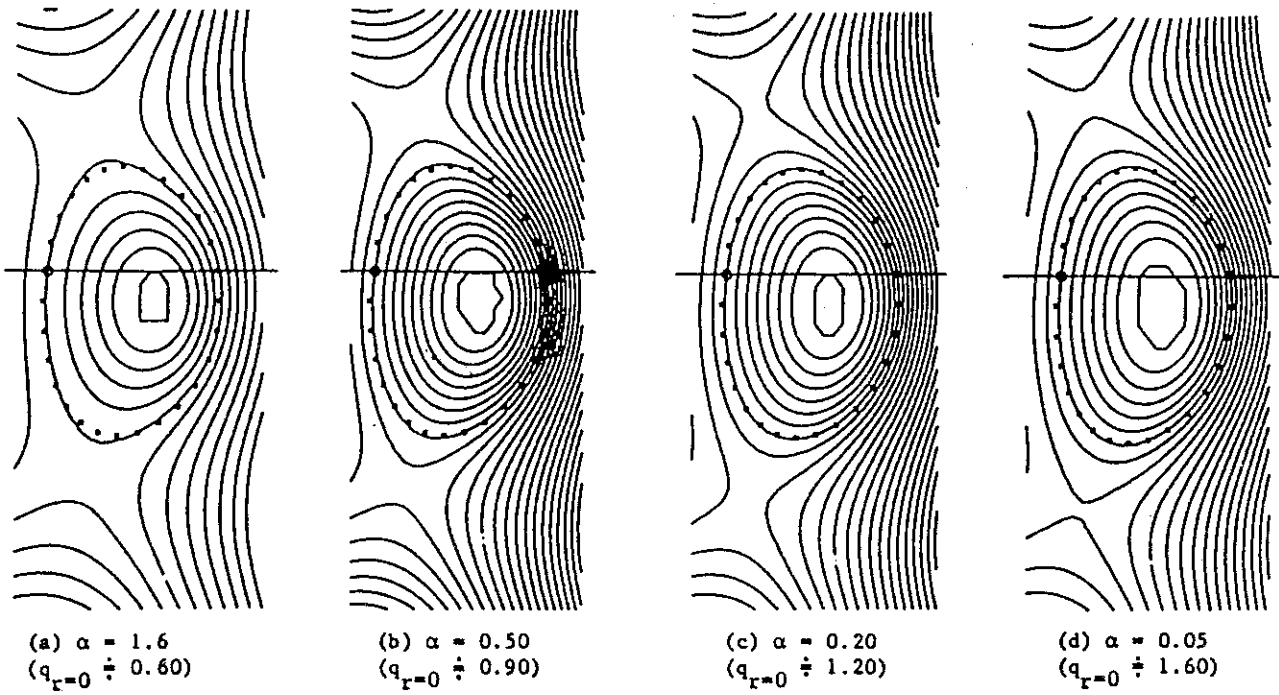 (a) α = 1.6
(q_r=0 ≐ 0.60)
(b) α = 0.50
(q_r=0 ≐ 0.90)
(c) α = 0.20
(q_r=0 ≐ 1.20)
(d) α = 0.05
(q_r=0 ≐ 1.60)